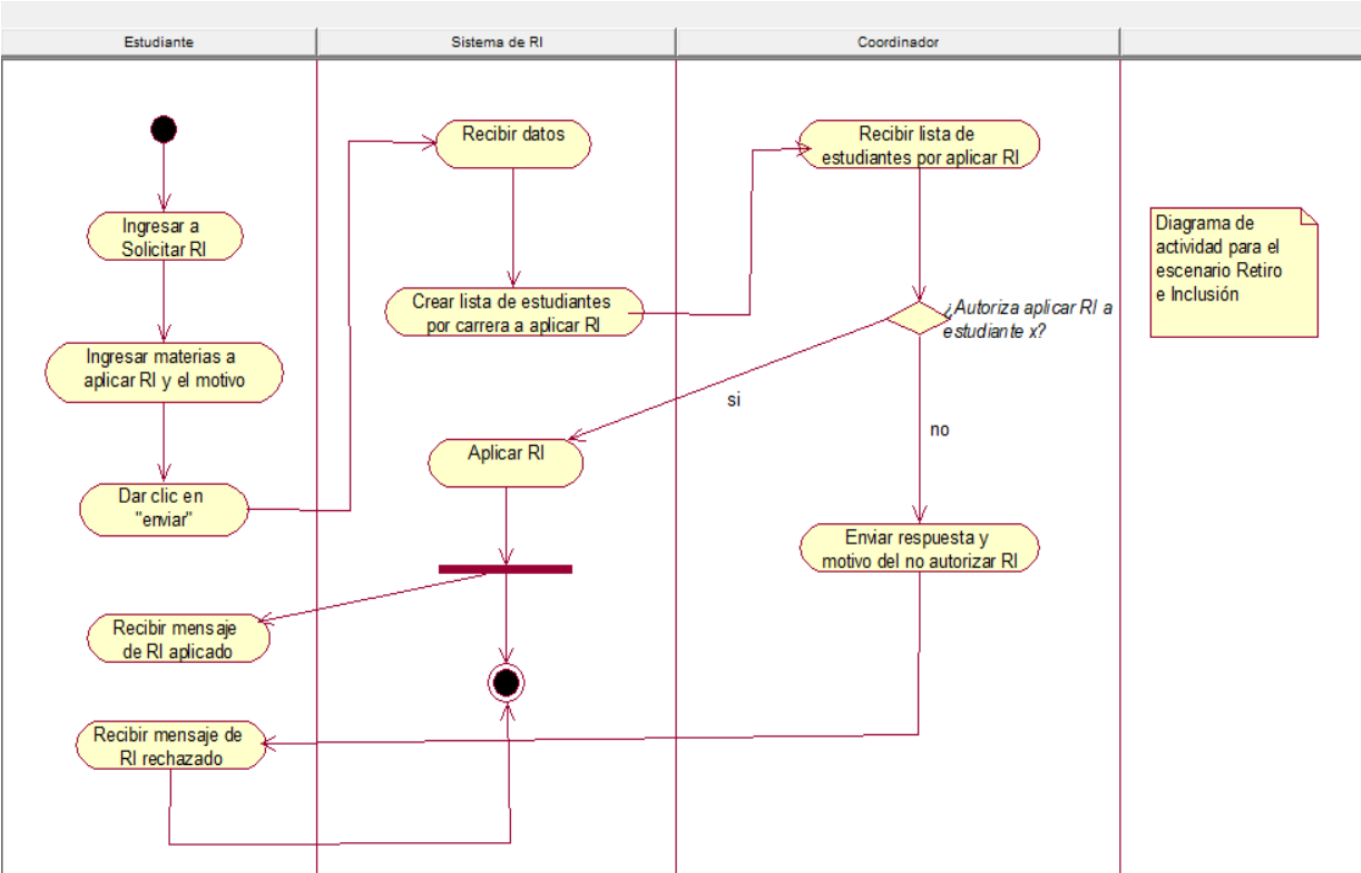 Estudiante
Sistema de RI
Coordinador
Ingresar a
Solicitar RI
Ingresar materias a
aplicar RI y el motivo
Dar clic en
"enviar"
Recibir mensaje
de RI aplicado
Recibir mensaje de
RI rechazado
Recibir datos
Crear lista de estudiantes
por carrera a aplicar RI
Aplicar RI
Recibir lista de
estudiantes por aplicar RI
¿Autoriza aplicar RI a
estudiante x?
si
no
Enviar respuesta y
motivo del no autorizar RI
Diagrama de
actividad para el
escenario Retiro
e Inclusión